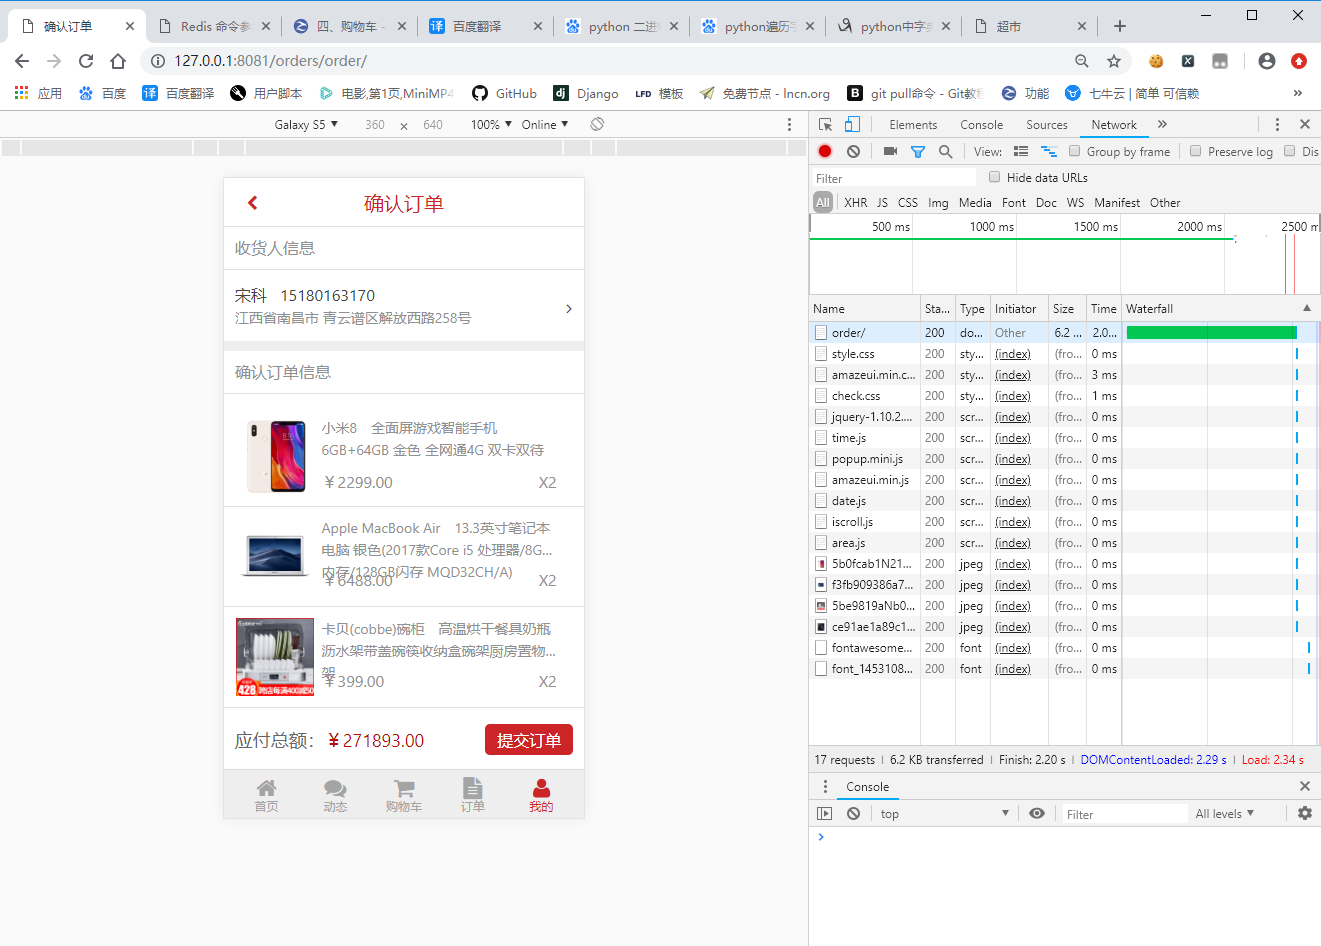 确认订单
Redis 命令参
四、购物车 -
百度翻译
python 二进
python遍历字
python中字典
超市
127.0.0.1:8081/orders/order/
应用
百度
百度翻译
用户脚本
电影,第1页,MiniMP4
GitHub
Django
LFD 模板
免费节点 - lncn.org
git pull命令 - Git教程
功能
七牛云 | 简单 可信赖
»
Galaxy S5 ▼ 360 × 640 100% ▼ Online ▼
确认订单
收货人信息
宋科 15180163170
江西省南昌市 青云谱区解放西路258号
确认订单信息
小米8 全面屏游戏智能手机
6GB+64GB 金色 全网通4G 双卡双待
￥2299.00 X2
Apple MacBook Air 13.3英寸笔记本
电脑 银色(2017款Core i5 处理器/8G...
内存/128GB闪存 MQD32CH/A)
￥6488.00 X2
卡贝(cobbe)碗柜 高温烘干餐具奶瓶
沥水架带盖碗筷收纳盒碗架厨房置物...
架
￥399.00 X2
应付总额： ￥271893.00 提交订单
首页 动态 购物车 订单 我的
Elements Console Sources Network »
View: Group by frame Preserve log Dis
Filter Hide data URLs
All XHR JS CSS Img Media Font Doc WS Manifest Other
500 ms 1000 ms 1500 ms 2000 ms 2500 m
Name Sta... Type Initiator Size Time Waterfall
order/ 200 do... Other 6.2 ... 2.0...
style.css 200 sty... (index) (fro... 0 ms
amazeui.min.c... 200 sty... (index) (fro... 3 ms
check.css 200 sty... (index) (fro... 1 ms
jquery-1.10.2.... 200 scr... (index) (fro... 0 ms
time.js 200 scr... (index) (fro... 0 ms
popup.mini.js 200 scr... (index) (fro... 0 ms
amazeui.min.js 200 scr... (index) (fro... 0 ms
date.js 200 scr... (index) (fro... 0 ms
iscroll.js 200 scr... (index) (fro... 0 ms
area.js 200 scr... (index) (fro... 0 ms
5b0fcab1N21... 200 jpeg (index) (fro... 0 ms
f3fb909386a7... 200 jpeg (index) (fro... 0 ms
5be9819aNb0... 200 jpeg (index) (fro... 0 ms
ce91ae1a89c1... 200 jpeg (index) (fro... 0 ms
fontawesome... 200 font (index) (fro... 0 ms
font_1453108... 200 font (index) (fro... 0 ms
17 requests | 6.2 KB transferred | Finish: 2.20 s | DOMContentLoaded: 2.29 s | Load: 2.34 s
Console
top ▼ Filter All levels ▼